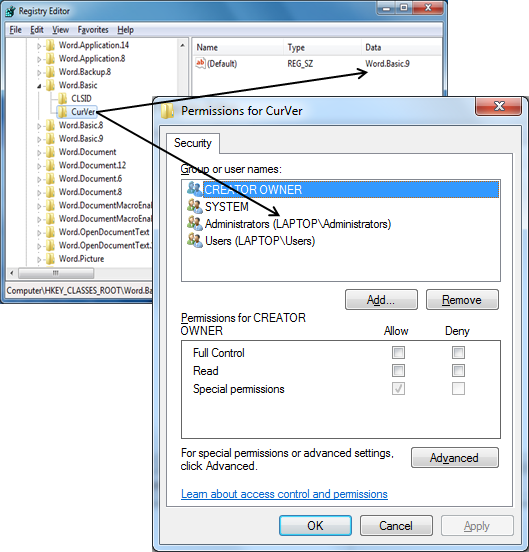 Registry Editor
File Edit View Favorites Help
Word.Application.14
Word.Application.8
Word.Backup.8
Word.Basic
CLSID
CurVer
Word.Basic.8
Word.Basic.9
Word.Document
Word.Document.12
Word.Document.6
Word.Document.8
Word.DocumentMacroEnal
Word.DocumentMacroEnal
Word.OpenDocumentText
Word.OpenDocumentText.
Word.Picture
Name Type Data
(Default) REG_SZ Word.Basic.9
Computer\HKEY_CLASSES_ROOT\Word.Ba
Permissions for CurVer
Security
Group or user names:
CREATOR OWNER
SYSTEM
Administrators (LAPTOP\Administrators)
Users (LAPTOP\Users)
Add... Remove
Permissions for CREATOR
OWNER Allow Deny
Full Control
Read
Special permissions
For special permissions or advanced settings,
click Advanced.
Advanced
Learn about access control and permissions
OK Cancel Apply